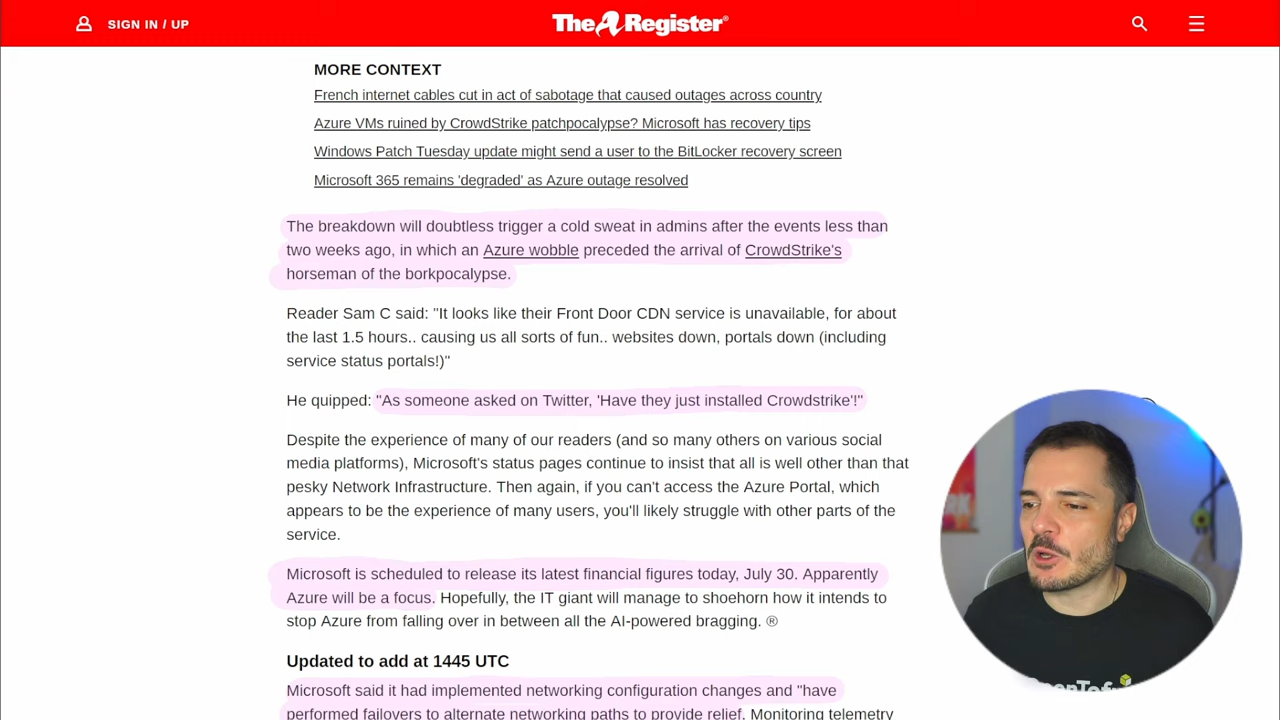 SIGN IN / UP
The Register®
MORE CONTEXT
French internet cables cut in act of sabotage that caused outages across country
Azure VMs ruined by CrowdStrike patchpocalypse? Microsoft has recovery tips
Windows Patch Tuesday update might send a user to the BitLocker recovery screen
Microsoft 365 remains 'degraded' as Azure outage resolved
The breakdown will doubtless trigger a cold sweat in admins after the events less than
two weeks ago, in which an Azure wobble preceded the arrival of CrowdStrike's
horseman of the borkpocalypse.
Reader Sam C said: "It looks like their Front Door CDN service is unavailable, for about
the last 1.5 hours.. causing us all sorts of fun.. websites down, portals down (including
service status portals!)"
He quipped: "As someone asked on Twitter, 'Have they just installed Crowdstrike'!"
Despite the experience of many of our readers (and so many others on various social
media platforms), Microsoft's status pages continue to insist that all is well other than that
pesky Network Infrastructure. Then again, if you can't access the Azure Portal, which
appears to be the experience of many users, you'll likely struggle with other parts of the
service.
Microsoft is scheduled to release its latest financial figures today, July 30. Apparently
Azure will be a focus. Hopefully, the IT giant will manage to shoehorn how it intends to
stop Azure from falling over in between all the AI-powered bragging. ®
Updated to add at 1445 UTC
Microsoft said it had implemented networking configuration changes and "have
performed failovers to alternate networking paths to provide relief. Monitoring telemetry